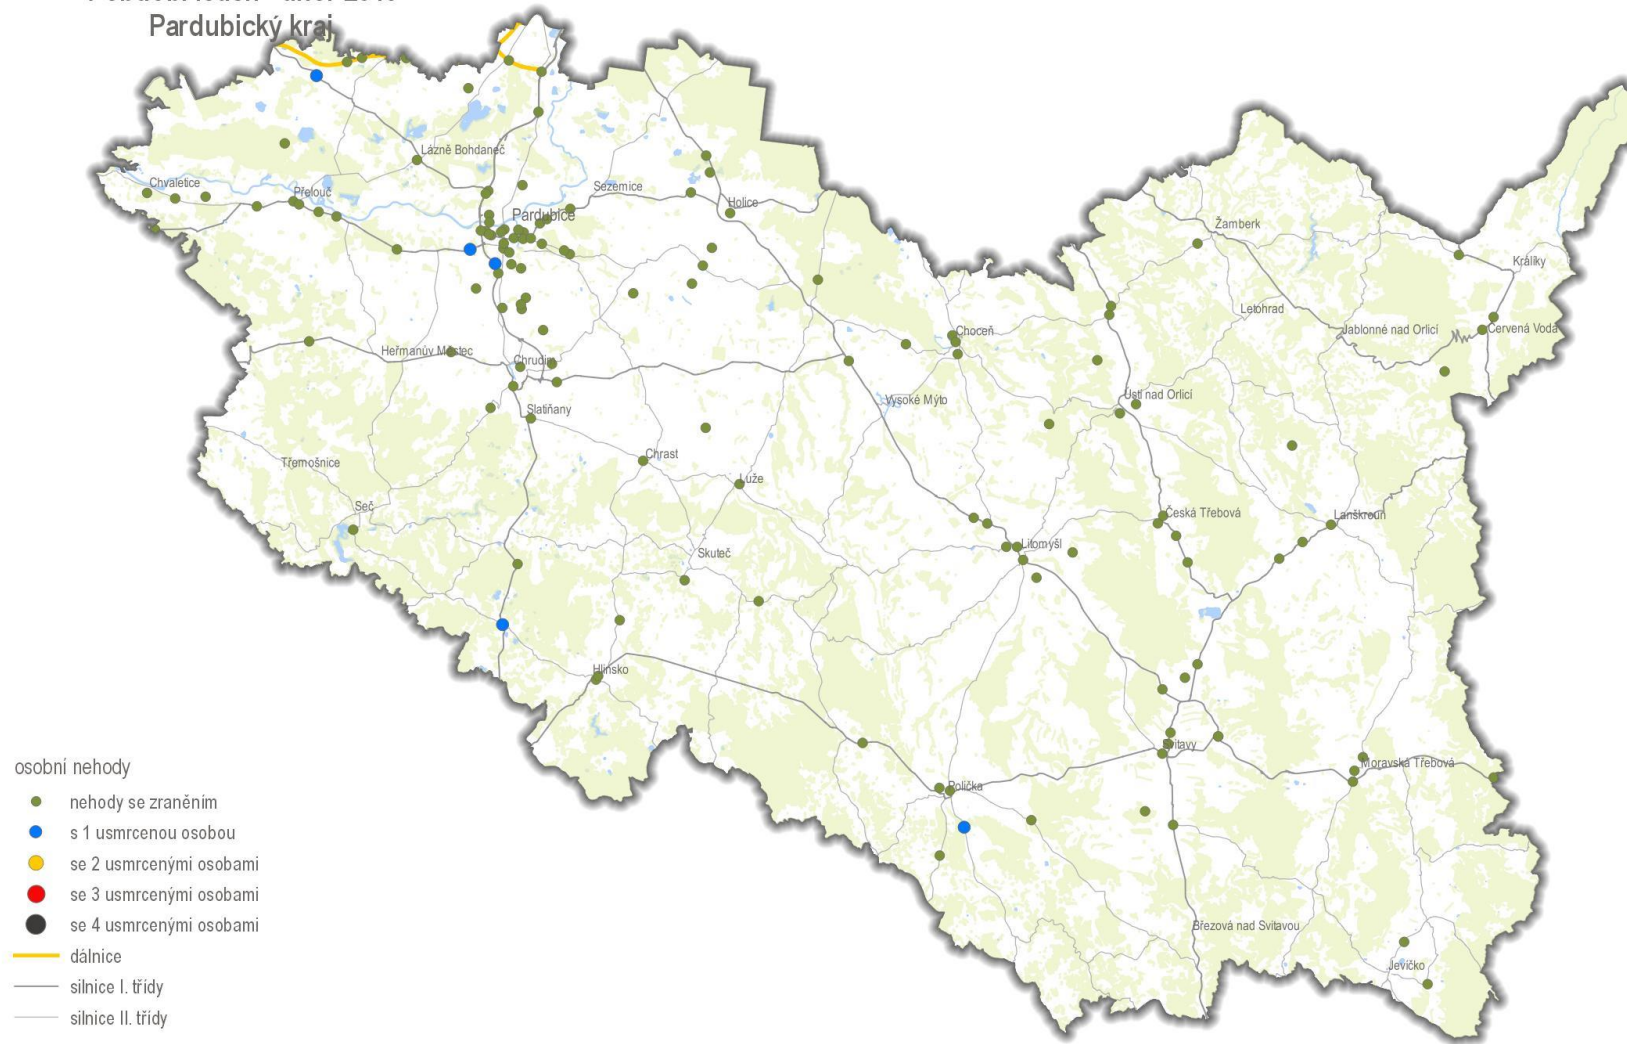 Pardubický kraj
Lázně Bohdaneč
Chvaletice
Přelouč
Sezemice
Holice
Pardubice
Žamberk
Králíky
Letohrad
Choceň
Jablonné nad Orlicí
Červená Voda
Heřmanův Městec
Chrudim
Ústí nad Orlicí
Vysoké Mýto
Slatiňany
Chrast
Třemošnice
Luže
Seč
Česká Třebová
Lanškroun
Litomyšl
Skuteč
Hlinsko
Svitavy
Moravská Třebová
Polička
Březová nad Svitavou
Jevíčko
osobní nehody
nehody se zraněním
s 1 usmrcenou osobou
se 2 usmrcenými osobami
se 3 usmrcenými osobami
se 4 usmrcenými osobami
dálnice
silnice I. třídy
silnice II. třídy